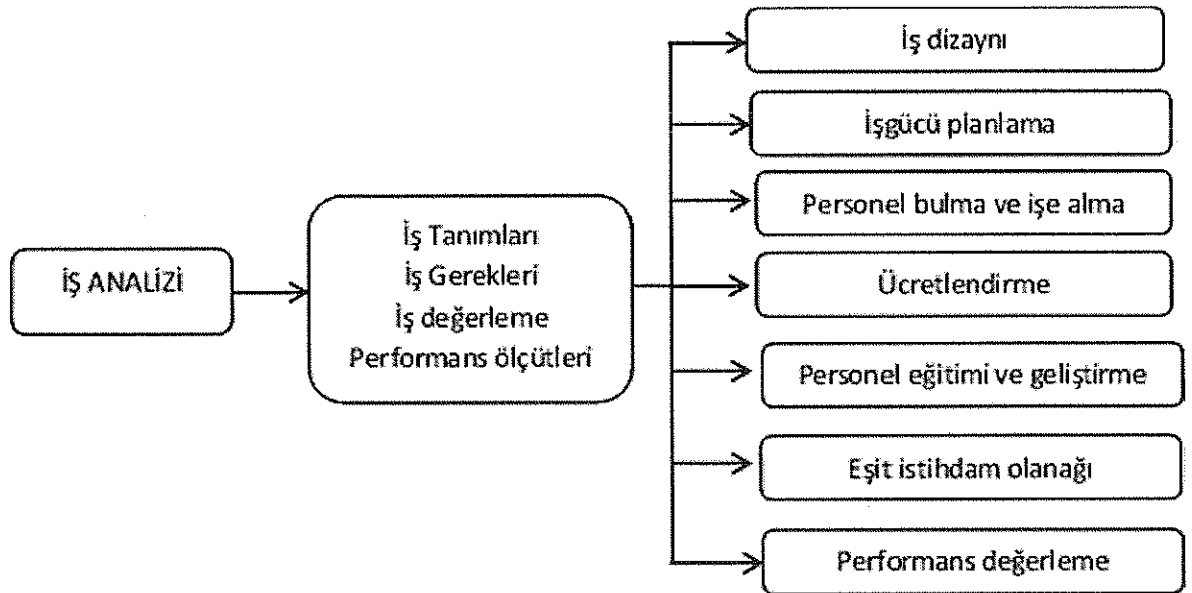 İŞ ANALİZİ
İş Tanımları
İş Gerekleri
İş değerleme
Performans ölçütleri
İş dizaynı
İşgücü planlama
Personel bulma ve işe alma
Ücretlendirme
Personel eğitimi ve geliştirme
Eşit istihdam olanağı
Performans değerleme